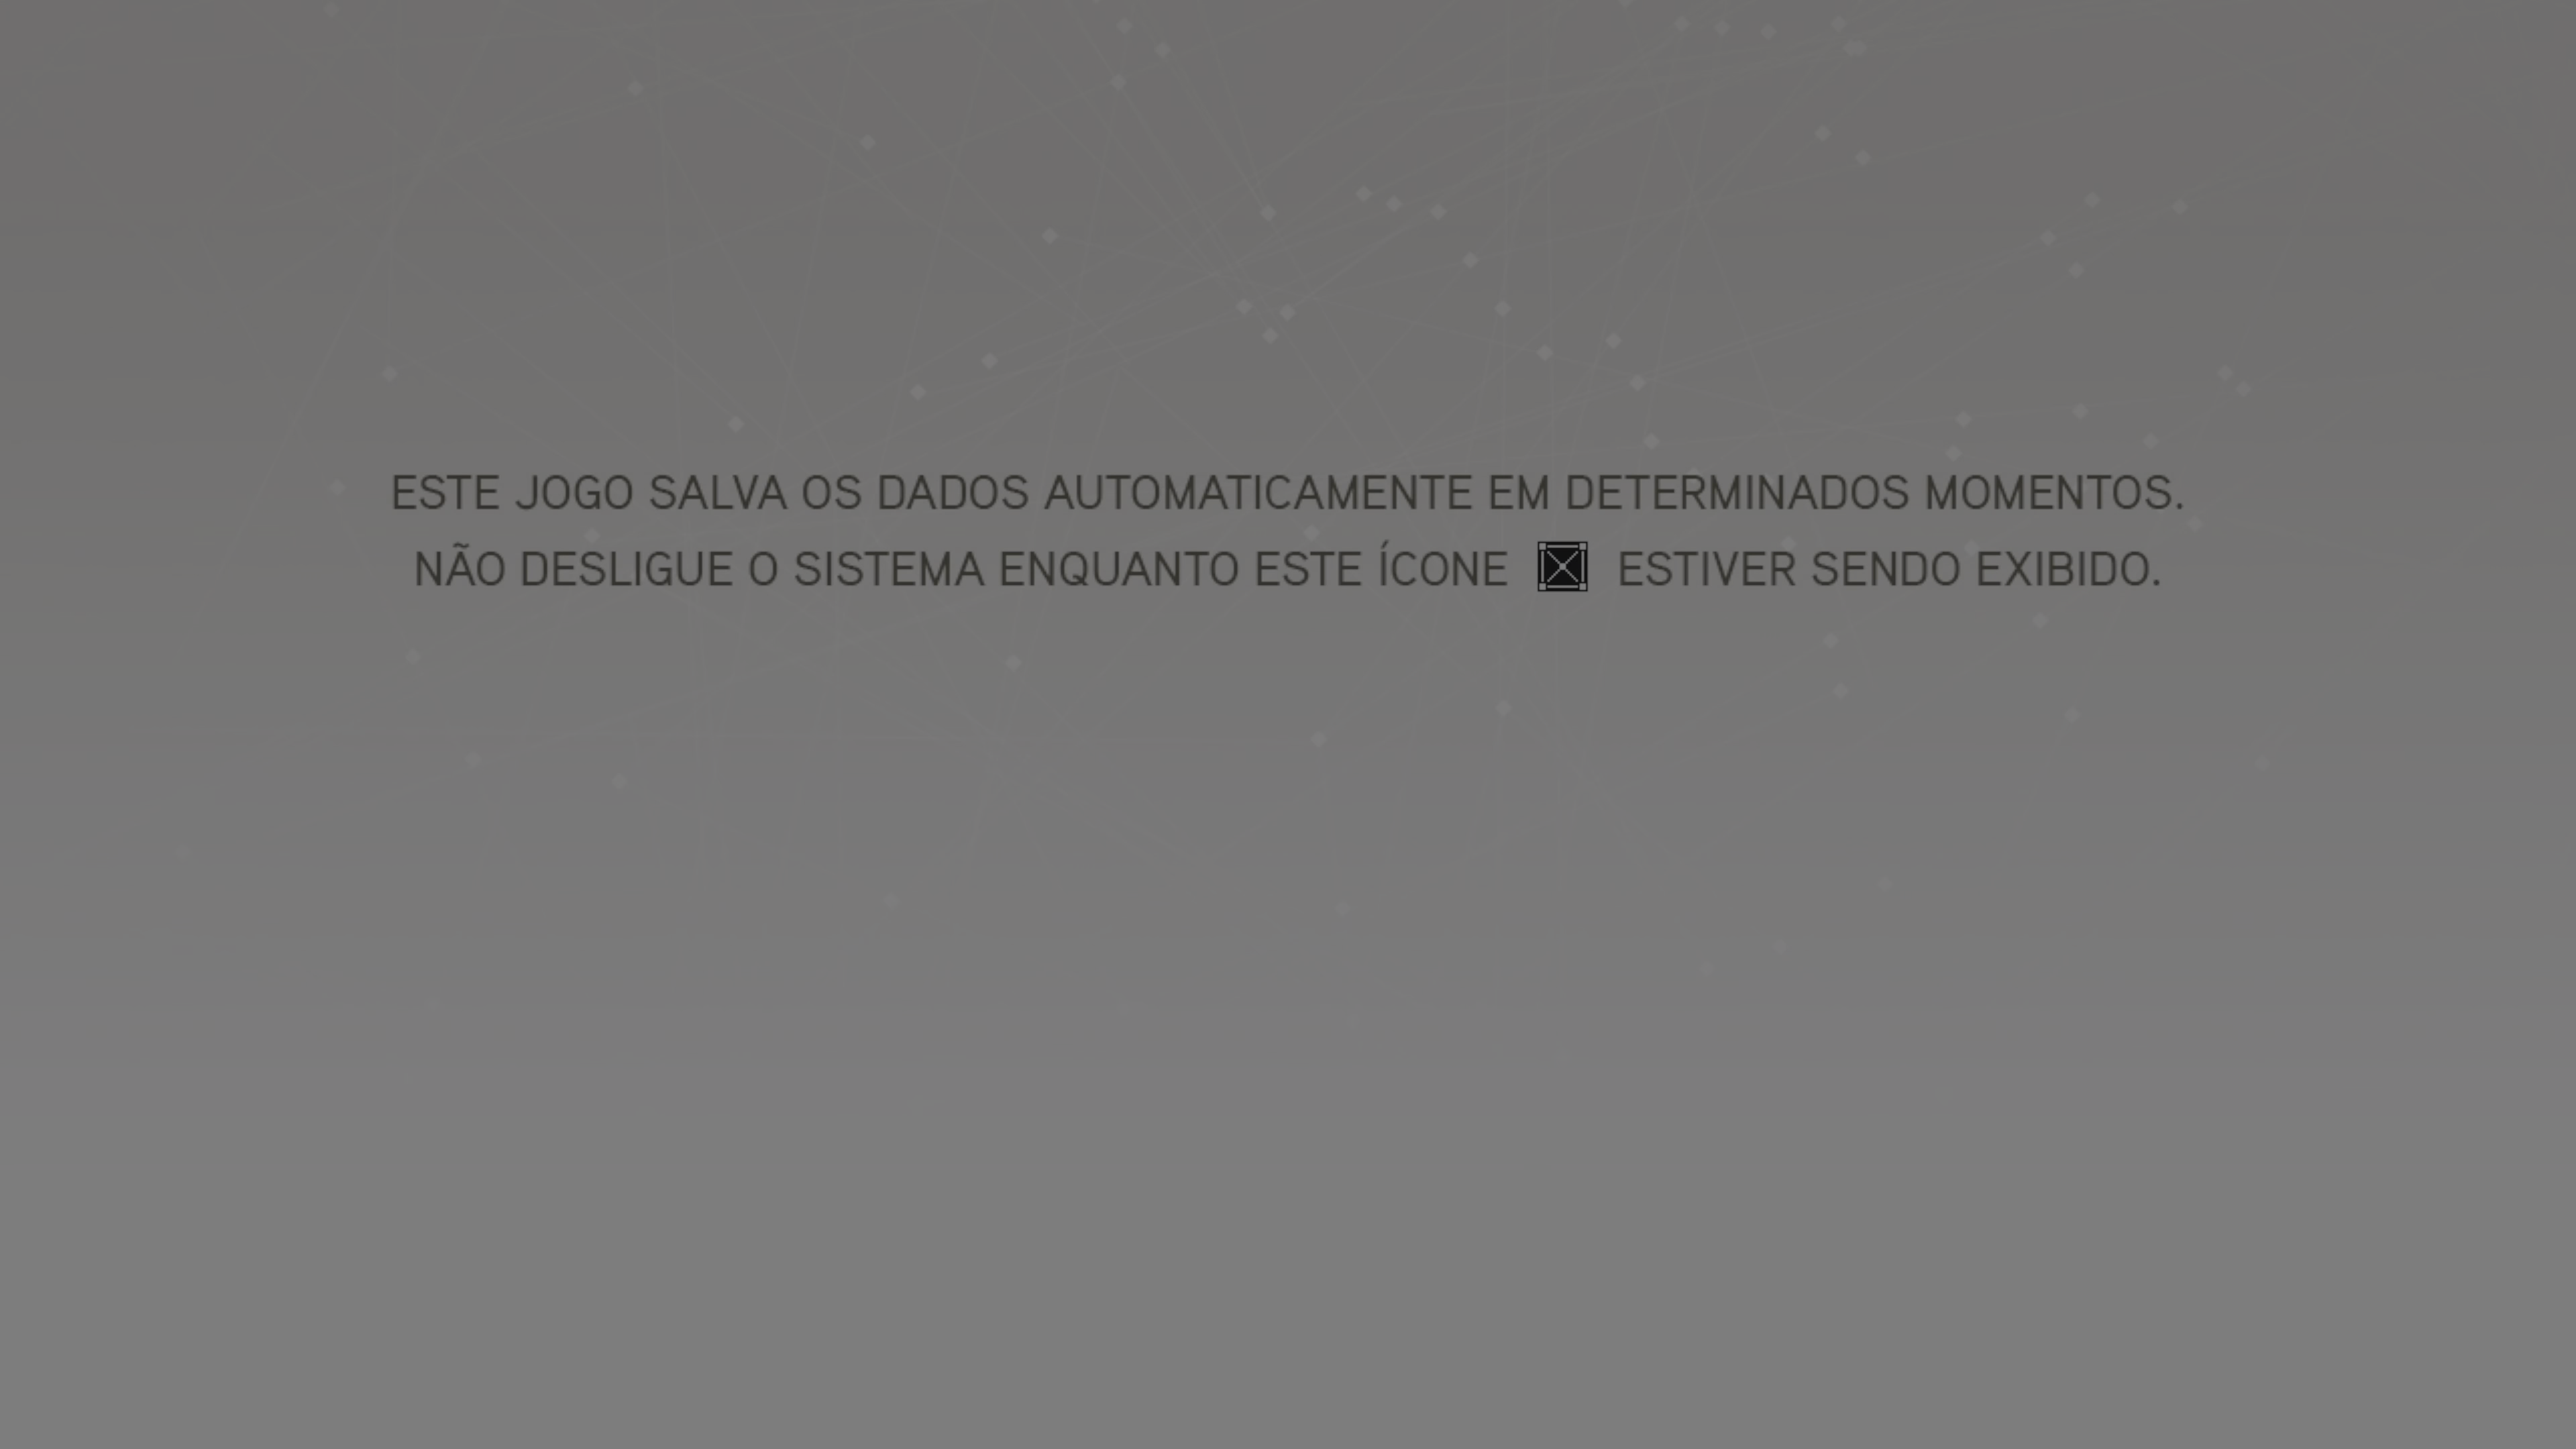 ESTE JOGO SALVA OS DADOS AUTOMATICAMENTE EM DETERMINADOS MOMENTOS.
NÃO DESLIGUE O SISTEMA ENQUANTO ESTE ÍCONE ESTIVER SENDO EXIBIDO.